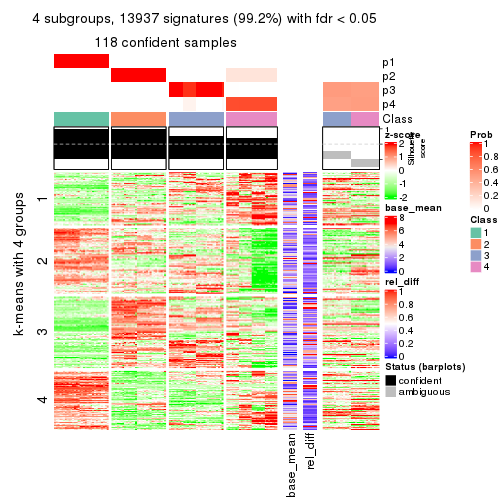 4 subgroups, 13937 signatures (99.2%) with fdr < 0.05
118 confident samples
p1
p2
p3
p4
Class
1
Silhouette
score
k-means with 4 groups
1
2
3
4
base_mean
rel_diff
z-score
2
1
0
-1
-2
base_mean
8
6
4
2
0
rel_diff
1
0.8
0.6
0.4
0.2
0
Status (barplots)
confident
ambiguous
Prob
1
0.8
0.6
0.4
0.2
0
Class
1
2
3
4